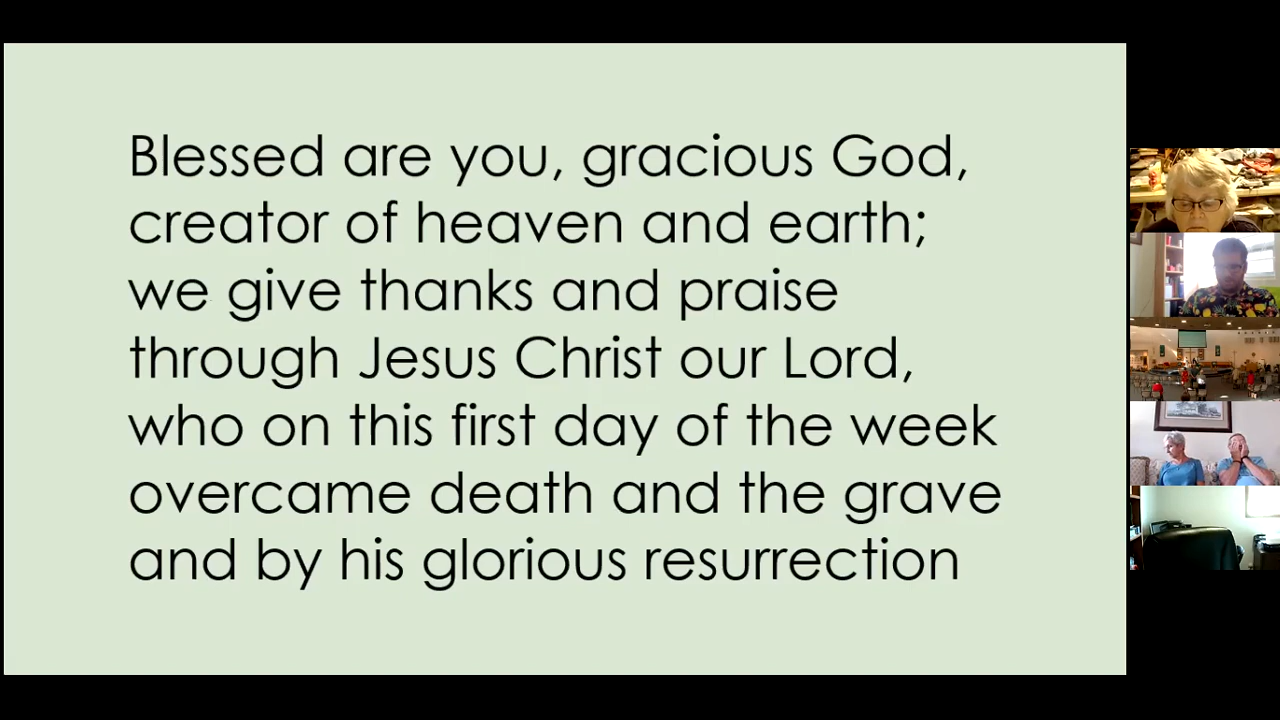 Blessed are you, gracious God,
creator of heaven and earth;
we give thanks and praise
through Jesus Christ our Lord,
who on this first day of the week
overcame death and the grave
and by his glorious resurrection